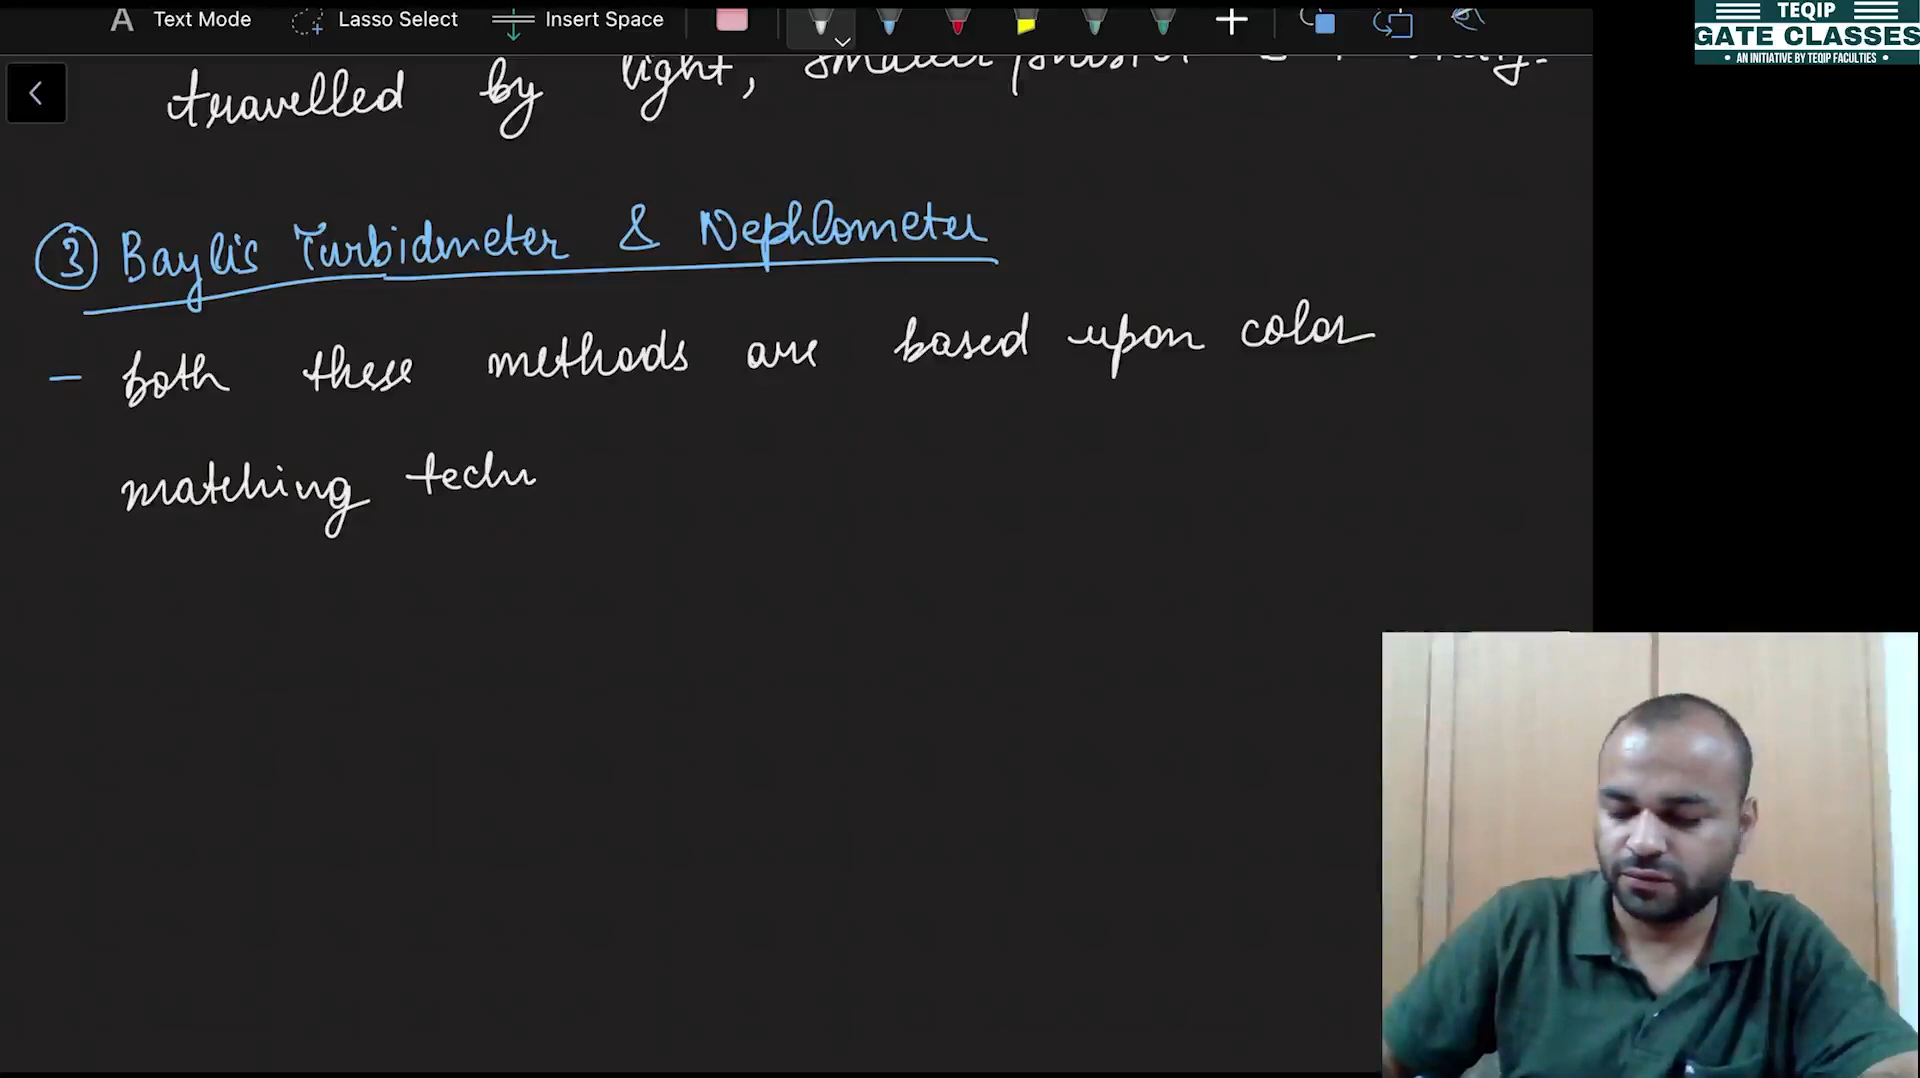 Text Mode Lasso Select Insert Space
TEQIP
GATE CLASSES
• AN INITIATIVE BY TEQIP FACULTIES •
travelled by light,
③ Baylis Turbidmeter & Nephlometer
- both these methods are based upon color
matching techn